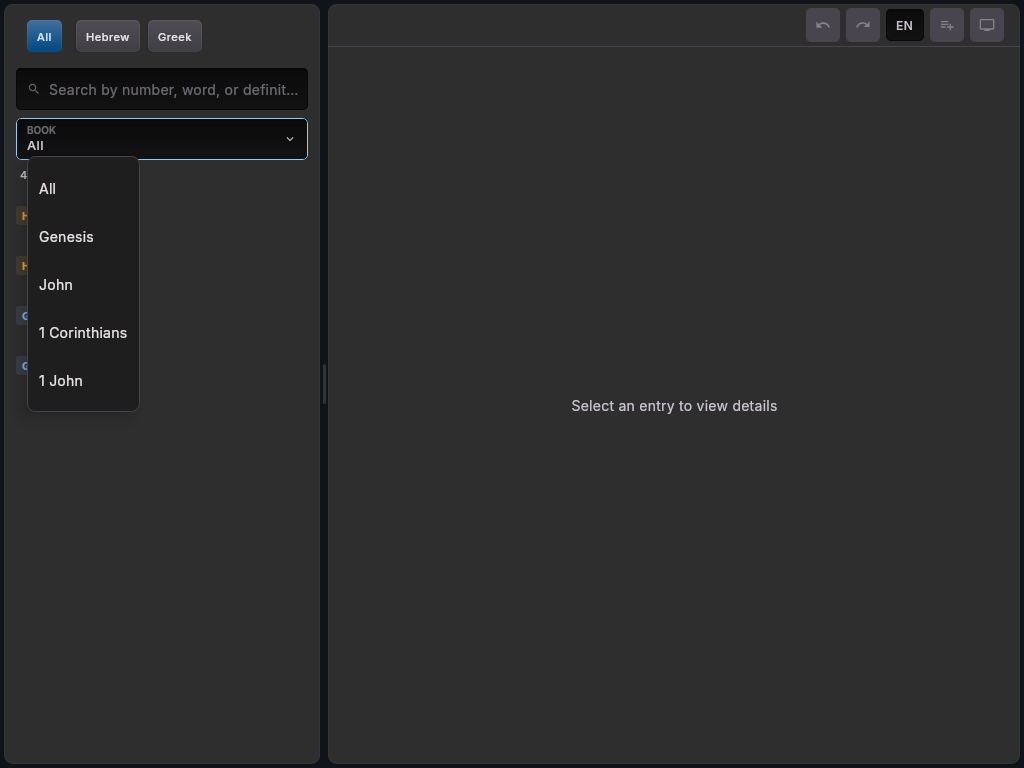 All
Hebrew
Greek
EN
Search by number, word, or definit...
BOOK
All
4
All
Genesis
John
1 Corinthians
1 John
Select an entry to view details